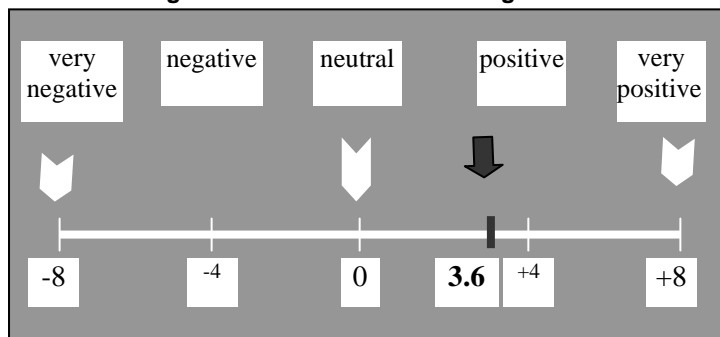 very negative
negative
neutral
positive
very positive
-8
-4
0
3.6
+4
+8